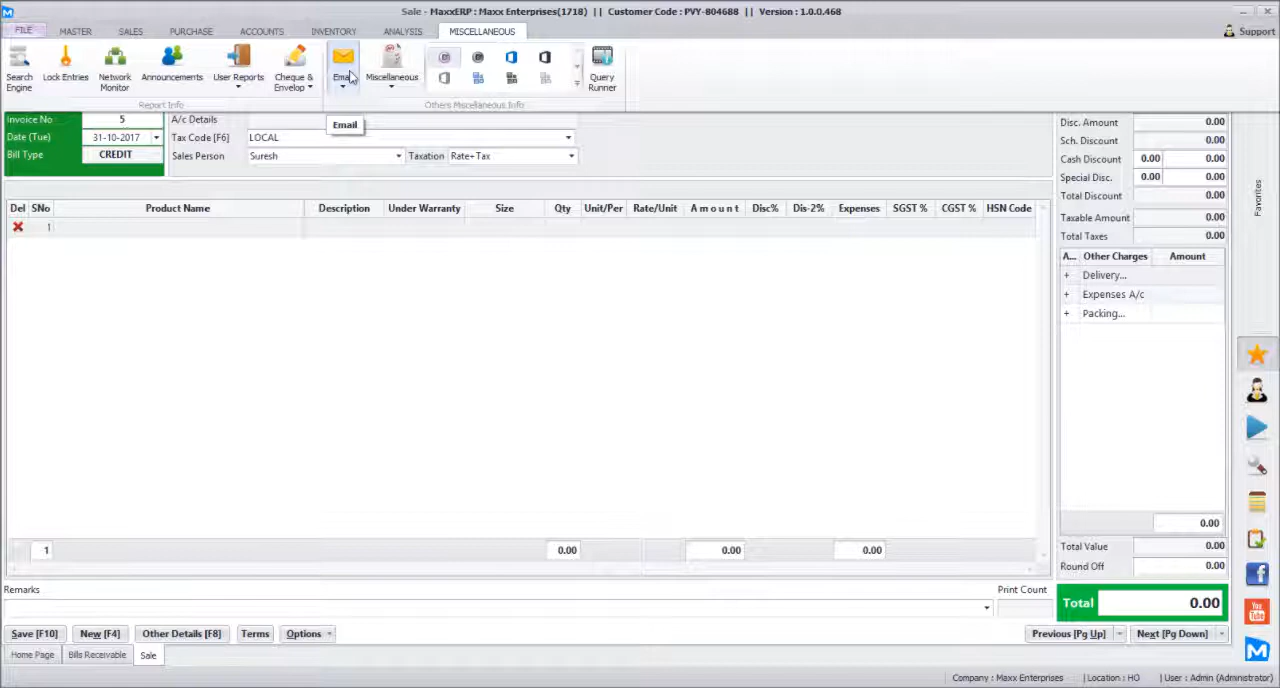 Sale - MaxxERP : Maxx Enterprises(1718) || Customer Code : PVY-804688 || Version : 1.0.0.468
FILE MASTER SALES PURCHASE ACCOUNTS INVENTORY ANALYSIS MISCELLANEOUS Support
Search Engine Lock Entries Network Monitor Announcements User Reports Cheque & Envelop Email Miscellaneous Query Runner
Report Info Others Miscellaneous Info
Email
Invoice No 5 A/c Details
Date (Tue) 31-10-2017 Tax Code [F6] LOCAL
Bill Type CREDIT Sales Person Suresh Taxation Rate+Tax
Disc. Amount 0.00
Sch. Discount 0.00
Cash Discount 0.00 0.00
Special Disc. 0.00 0.00
Total Discount 0.00
Taxable Amount 0.00
Total Taxes 0.00
Favorites
Del SNo Product Name Description Under Warranty Size Qty Unit/Per Rate/Unit A m o u n t Disc% Dis-2% Expenses SGST % CGST % HSN Code
1
A... Other Charges Amount
+ Delivery...
+ Expenses A/c
+ Packing...
0.00
1 0.00 0.00 0.00
Total Value 0.00
Round Off 0.00
Remarks Print Count
Total 0.00
Save [F10] New [F4] Other Details [F8] Terms Options Previous [Pg Up] Next [Pg Down]
Home Page Bills Receivable Sale
Company : Maxx Enterprises | Location : HO | User : Admin (Administrator)
You Tube